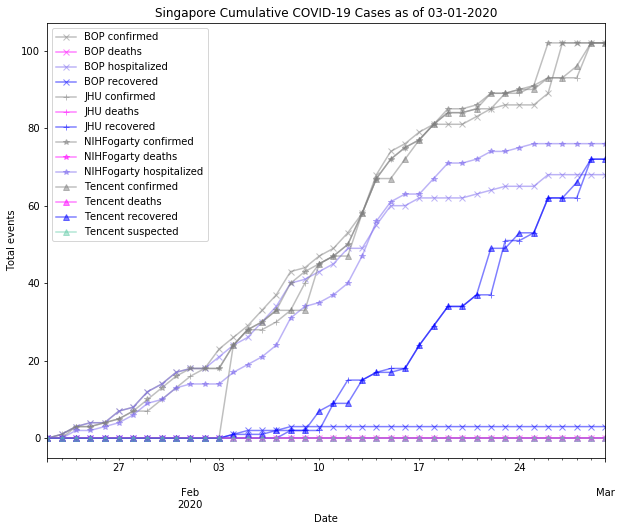 Singapore Cumulative COVID-19 Cases as of 03-01-2020
100
80
60
40
20
0
Total events
BOP confirmed
BOP deaths
BOP hospitalized
BOP recovered
JHU confirmed
JHU deaths
JHU recovered
NIHFogarty confirmed
NIHFogarty deaths
NIHFogarty hospitalized
Tencent confirmed
Tencent deaths
Tencent recovered
Tencent suspected
27 03 10 17 24
Feb Mar
2020
Date